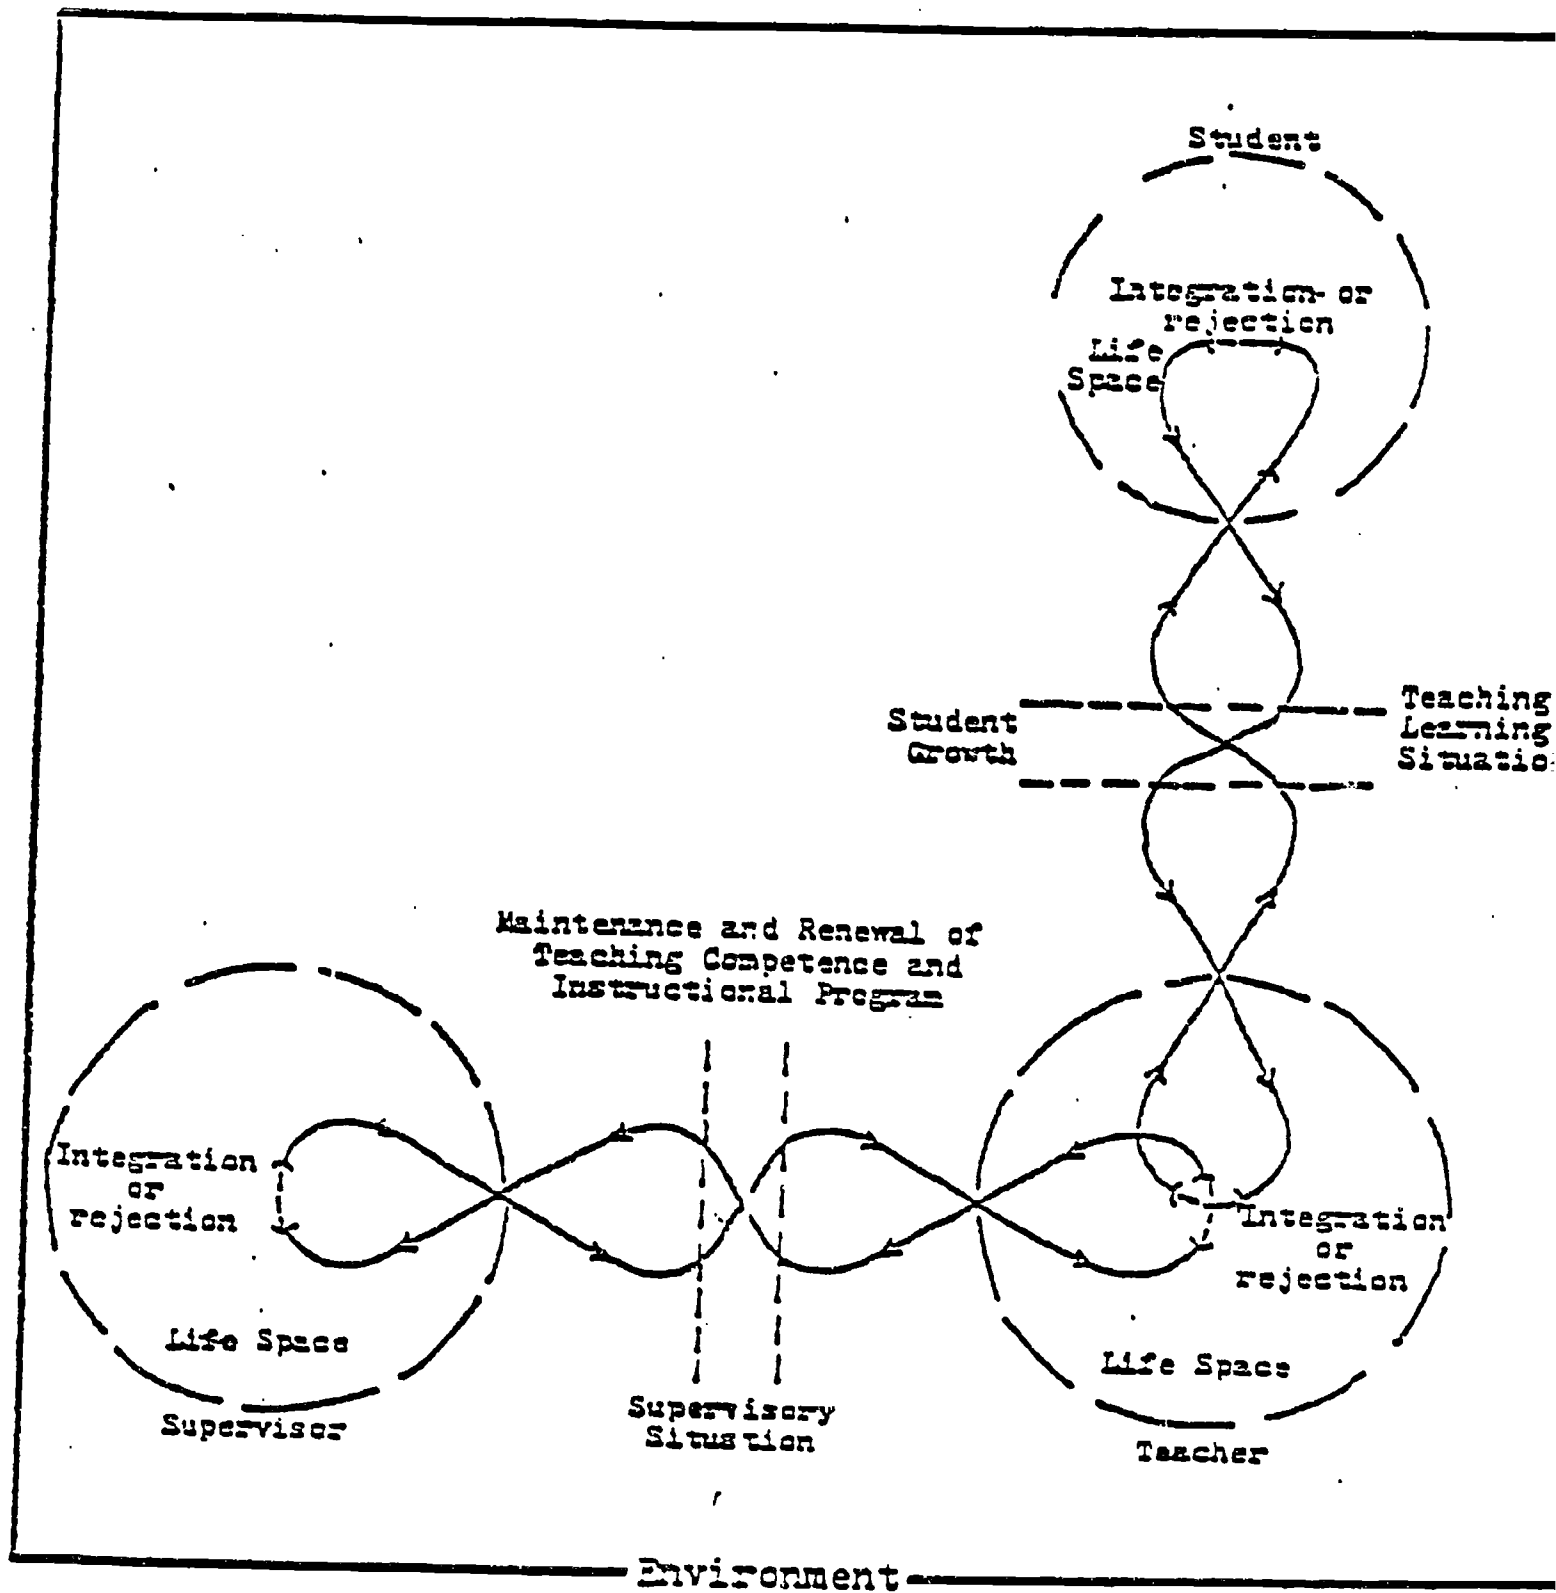 Student
Integration or
rejection
Life
Space
Student
Growth
Teaching
Learning
Situatio
Maintenance and Renewal of
Teaching Competence and
Instructional Program
Integration
or
rejection
Life Space
Supervisor
Supervisory
Situation
Integration
or
rejection
Life Space
Teacher
Environment